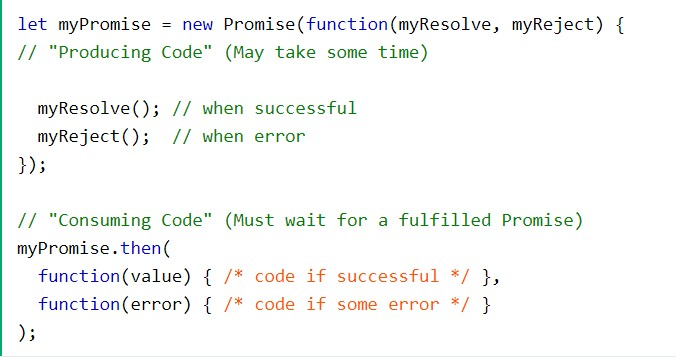 let myPromise = new Promise(function(myResolve, myReject) {
// "Producing Code" (May take some time)
myResolve(); // when successful
myReject();  // when error
});
// "Consuming Code" (Must wait for a fulfilled Promise)
myPromise.then(
function(value) { /* code if successful */ },
function(error) { /* code if some error */ }
);